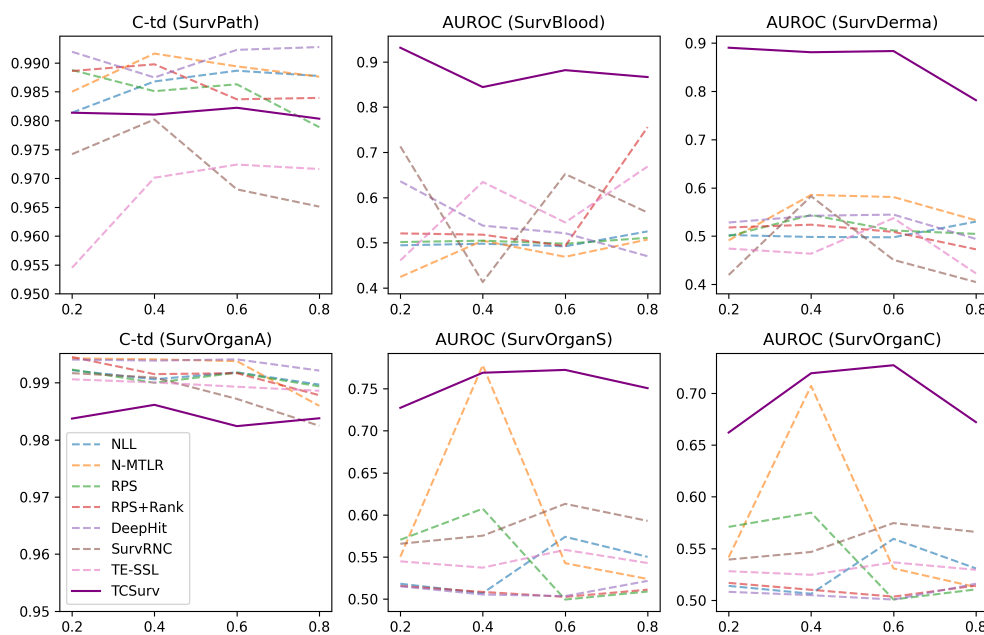 C-td (SurvPath)
0.990
0.985
0.980
0.975
0.970
0.965
0.960
0.955
0.950
0.2 0.4 0.6 0.8
AUROC (SurvBlood)
0.9
0.8
0.7
0.6
0.5
0.4
0.2 0.4 0.6 0.8
AUROC (SurvDerma)
0.9
0.8
0.7
0.6
0.5
0.4
0.2 0.4 0.6 0.8
C-td (SurvOrganA)
0.99
0.98
0.97
0.96
0.95
NLL
N-MTLR
RPS
RPS+Rank
DeepHit
SurvRNC
TE-SSL
TCSurv
0.2 0.4 0.6 0.8
AUROC (SurvOrganS)
0.75
0.70
0.65
0.60
0.55
0.50
0.2 0.4 0.6 0.8
AUROC (SurvOrganC)
0.70
0.65
0.60
0.55
0.50
0.2 0.4 0.6 0.8